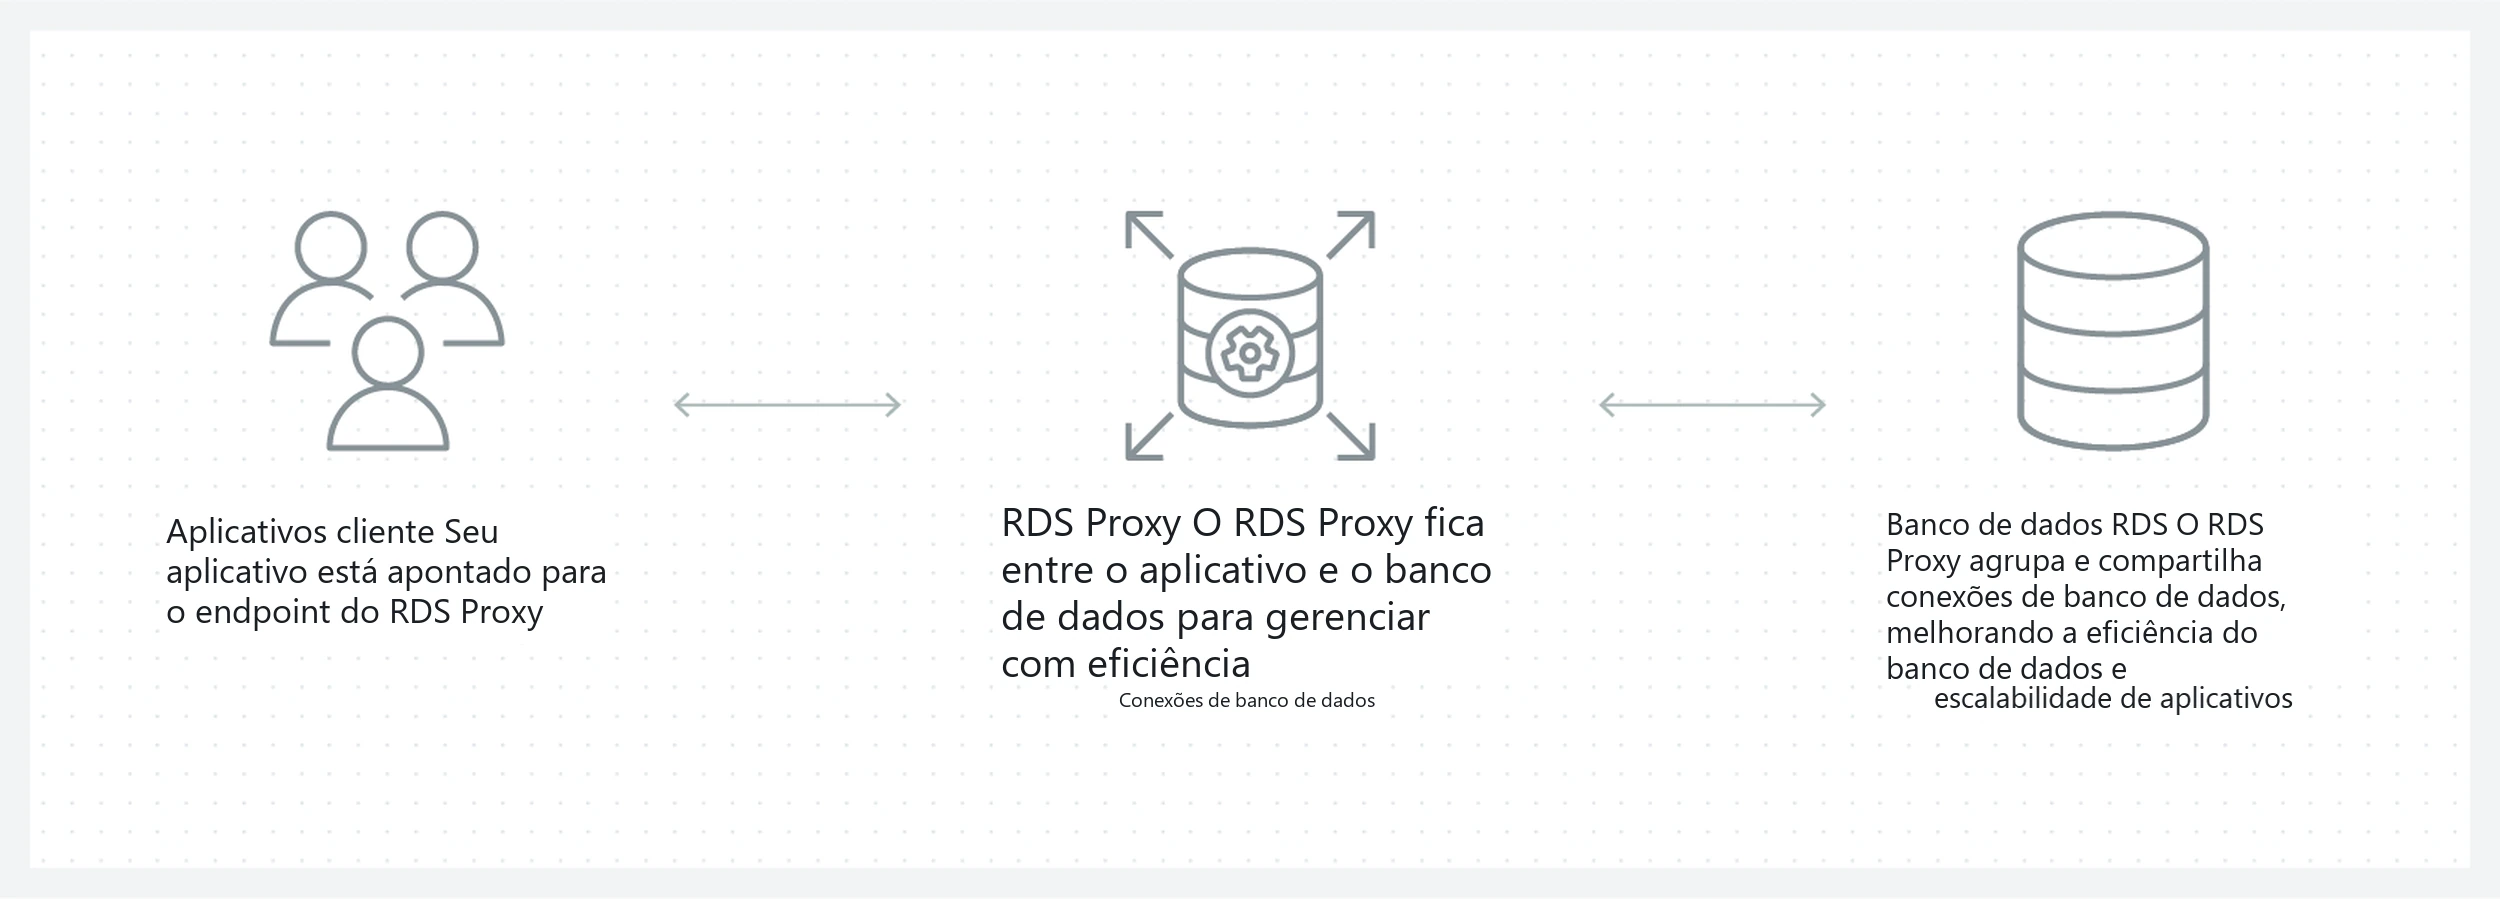 Aplicativos cliente Seu
aplicativo está apontado para
o endpoint do RDS Proxy
RDS Proxy O RDS Proxy fica
entre o aplicativo e o banco
de dados para gerenciar
com eficiência
Conexões de banco de dados
Banco de dados RDS O RDS
Proxy agrupa e compartilha
conexões de banco de dados,
melhorando a eficiência do
banco de dados e
escalabilidade de aplicativos